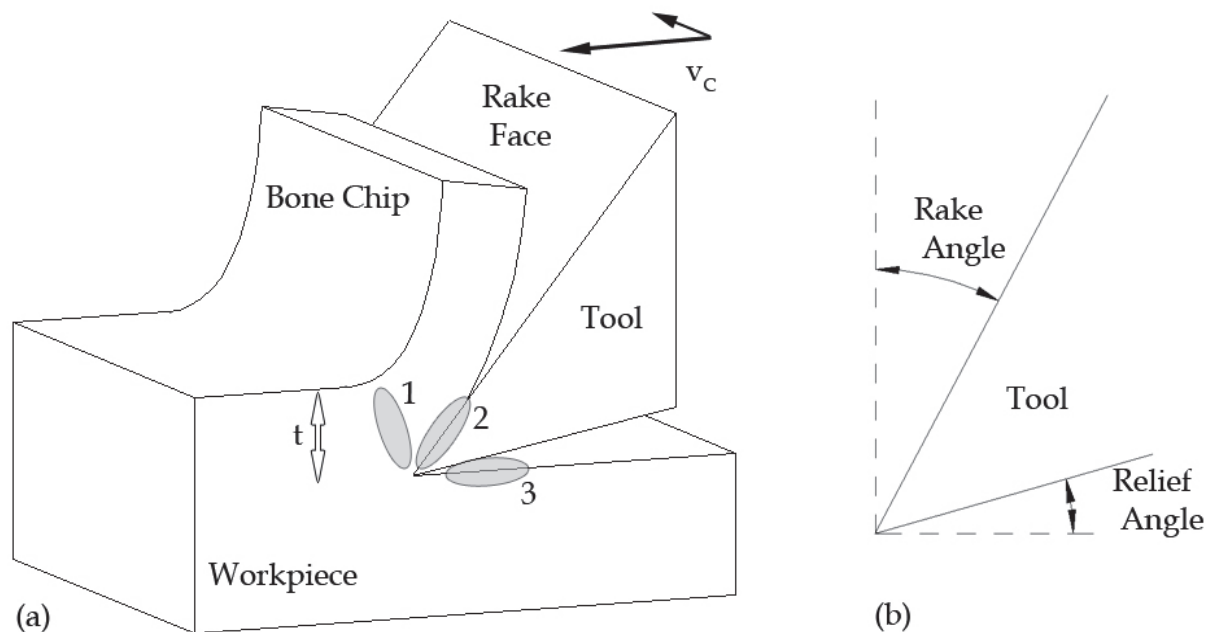 v_C
Rake
Face
Bone Chip
Tool
1
2
3
t
Workpiece
(a)
Rake
Angle
Tool
Relief
Angle
(b)